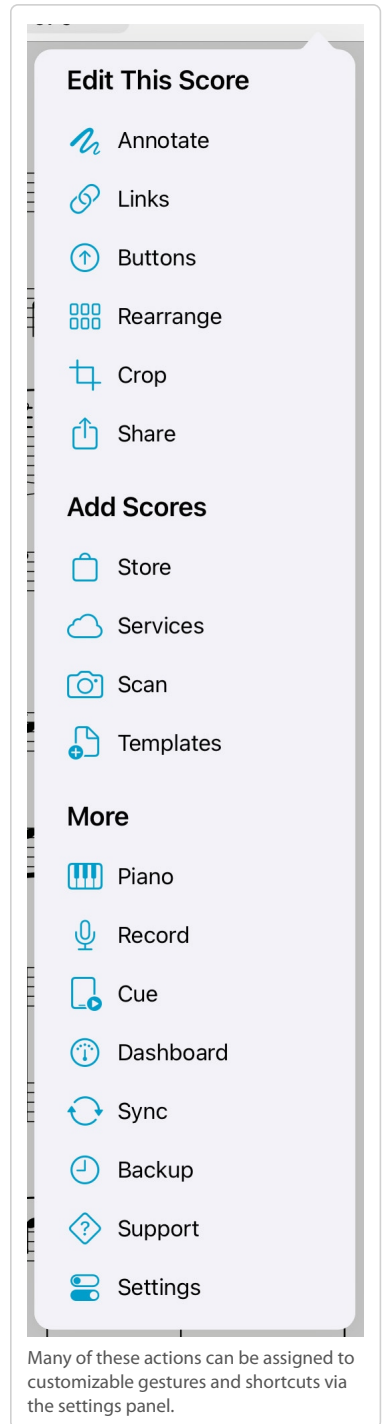 Edit This Score
Annotate
Links
Buttons
Rearrange
Crop
Share
Add Scores
Store
Services
Scan
Templates
More
Piano
Record
Cue
Dashboard
Sync
Backup
Support
Settings
Many of these actions can be assigned to
customizable gestures and shortcuts via
the settings panel.